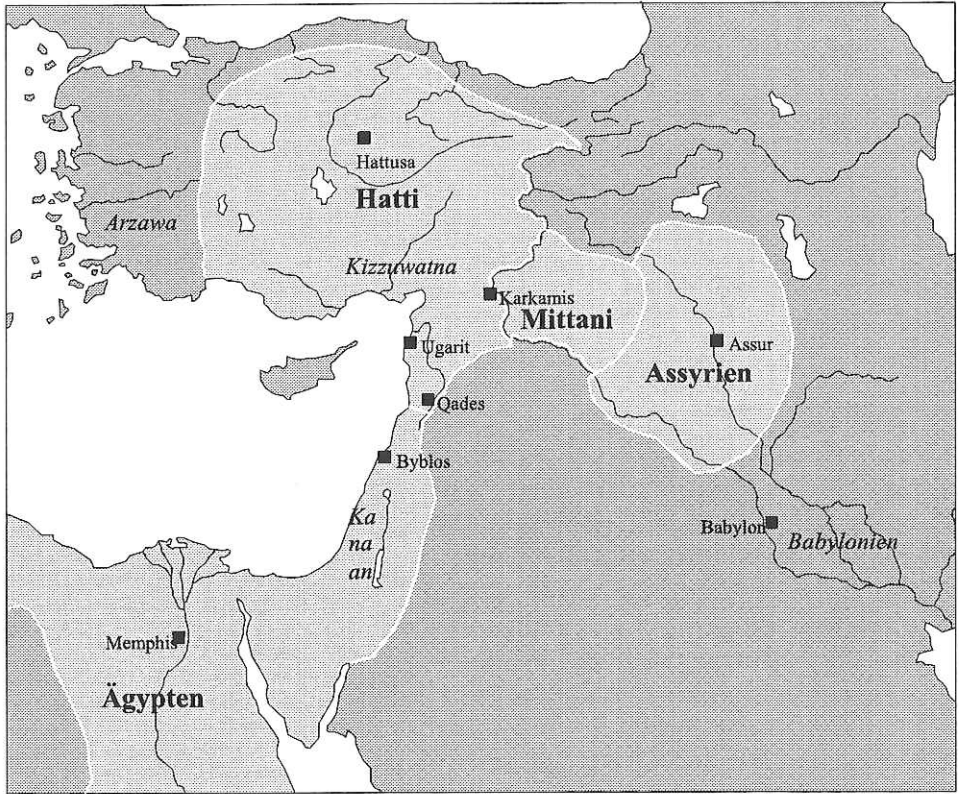 Hattusa
Hatti
Arzawa
Kizzuwatna
Karkamis
Mittani
Ugarit
Assur
Assyrien
Qades
Byblos
Ka
na
an
Babylon
Babylonien
Memphis
Ägypten